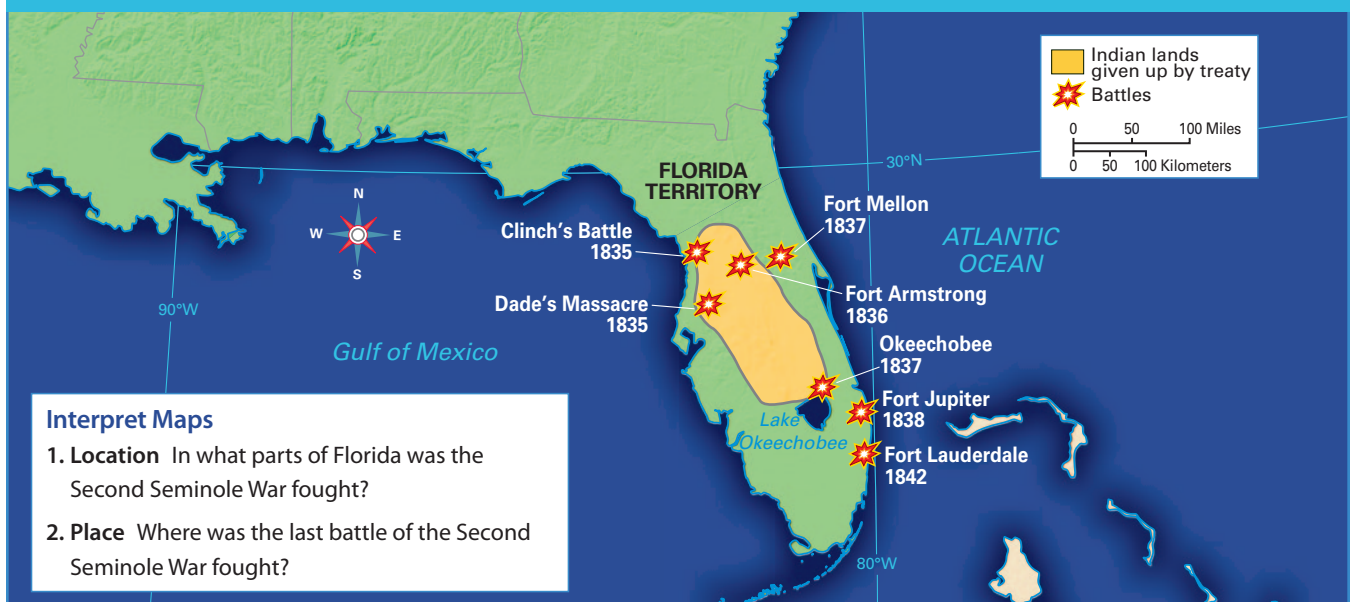 Indian lands
given up by treaty
Battles
0 50 100 Miles
0 50 100 Kilometers
30°N
FLORIDA
TERRITORY
Fort Mellon
1837
N
W E
S
Clinch's Battle
1835
ATLANTIC
OCEAN
Fort Armstrong
1836
Dade's Massacre
1835
90°W
Gulf of Mexico
Okeechobee
1837
Fort Jupiter
1838
Lake
Okeechobee
Fort Lauderdale
1842
80°W
Interpret Maps
1. Location In what parts of Florida was the
Second Seminole War fought?
2. Place Where was the last battle of the Second
Seminole War fought?